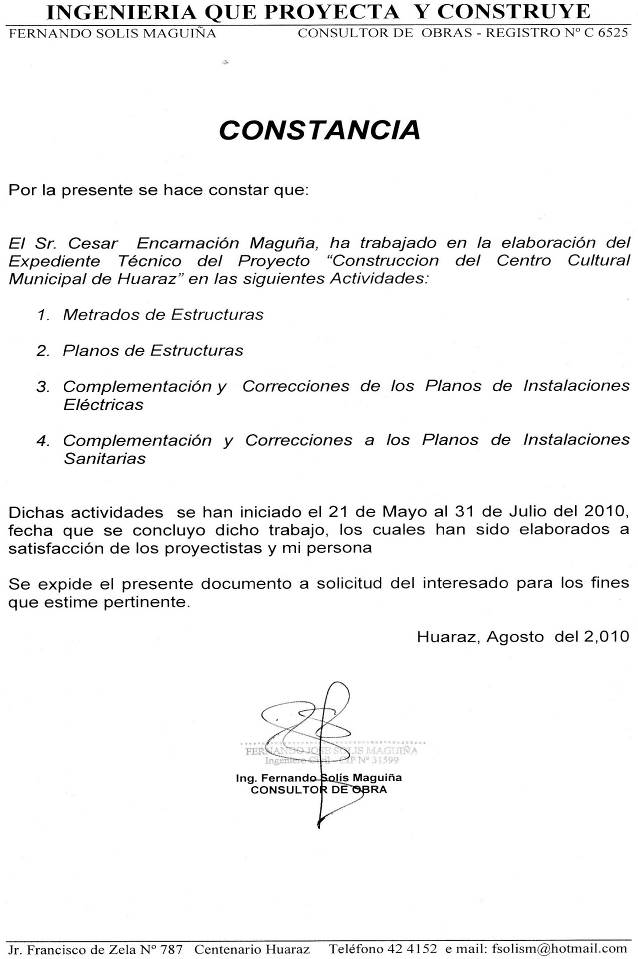 INGENIERIA QUE PROYECTA Y CONSTRUYE
FERNANDO SOLIS MAGUIÑA CONSULTOR DE OBRAS - REGISTRO Nº C 6525
CONSTANCIA
Por la presente se hace constar que:
El Sr. Cesar Encarnación Maguña, ha trabajado en la elaboración del
Expediente Técnico del Proyecto “Construccion del Centro Cultural
Municipal de Huaraz” en las siguientes Actividades:
1. Metrados de Estructuras
2. Planos de Estructuras
3. Complementación y Correcciones de los Planos de Instalaciones
Eléctricas
4. Complementación y Correcciones a los Planos de Instalaciones
Sanitarias
Dichas actividades se han iniciado el 21 de Mayo al 31 de Julio del 2010,
fecha que se concluyo dicho trabajo, los cuales han sido elaborados a
satisfacción de los proyectistas y mi persona
Se expide el presente documento a solicitud del interesado para los fines
que estime pertinente.
Huaraz, Agosto del 2,010
FERNANDO JOSE SOLIS MAGUIÑA
Ingeniero Civil - CIP Nº 31599
Ing. Fernando Solís Maguiña
CONSULTOR DE OBRA
Jr. Francisco de Zela Nº 787 Centenario Huaraz Teléfono 42 4152 e mail: fsolism@hotmail.com